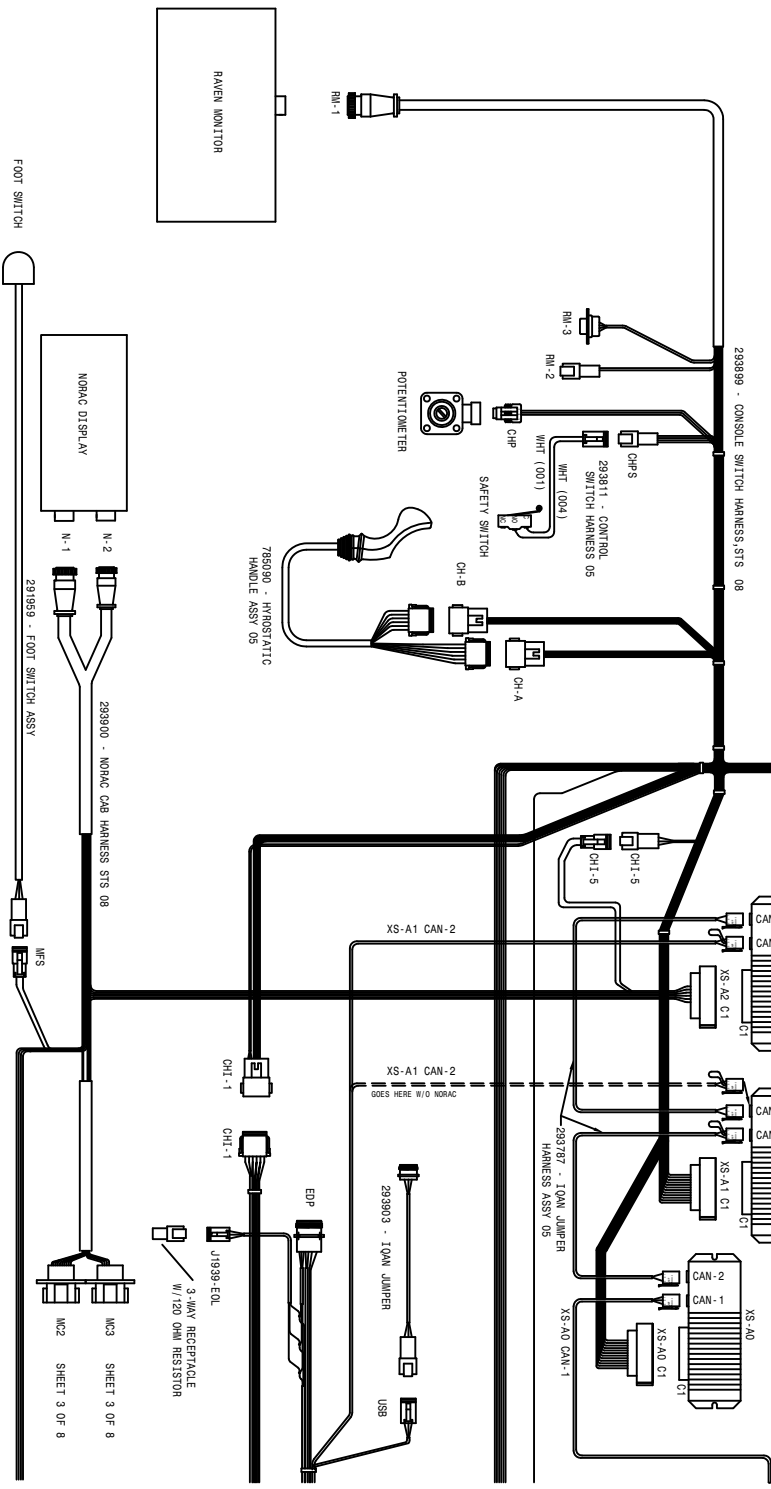 RAVEN MONITOR
RM-1
FOOT SWITCH
293899 - CONSOLE SWITCH HARNESS,STS 08
RM-3
RM-2
NORAC DISPLAY
N-1
N-2
POTENTIOMETER
CHP
CHPS
293811 - CONTROL
SWITCH HARNESS 05
WHT (004)
WHT (001)
SAFETY SWITCH
NO
NC
785090 - HYROSTATIC
HANDLE ASSY 05
CH-B
CH-A
291959 - FOOT SWITCH ASSY
293900 - NORAC CAB HARNESS STS 08
MFS
CHI-5
CHI-5
XS-A1 CAN-2
CAN
CAN
XS-A2 C1
C1
XS-A1 CAN-2
GOES HERE W/O NORAC
CAN
CAN
293787 - IQAN JUMPER
HARNESS ASSY 05
XS-A1 C1
C1
CHI-1
CHI-1
EDP
293903 - IQAN JUMPER
USB
J1939-EOL
3-WAY RECEPTACLE
W/120 OHM RESISTOR
CAN-2
CAN-1
XS-A0
XS-A0 C1
C1
XS-A0 CAN-1
MC3
SHEET 3 OF 8
MC2
SHEET 3 OF 8